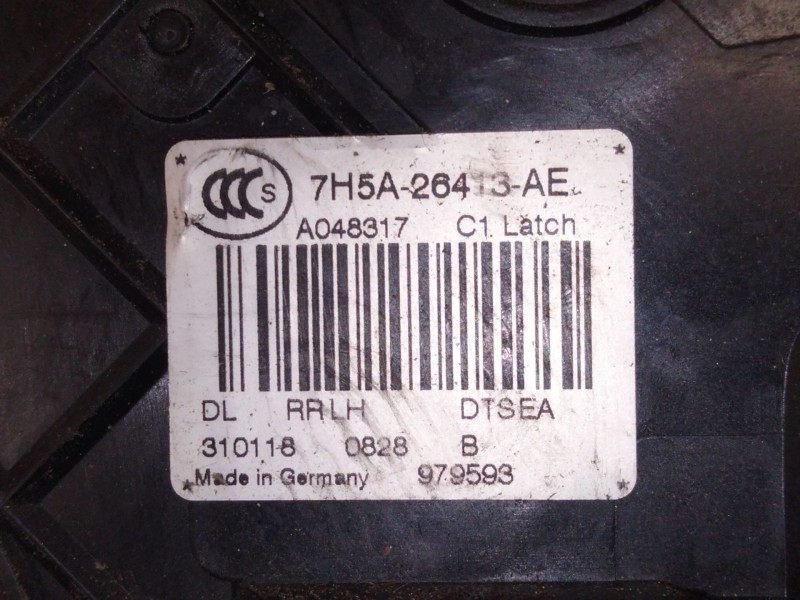 CCC S 7H5A-26413-AE
A048317 C1 Latch
DL RRLH DTSEA
310118 0828 B
Made in Germany 979593